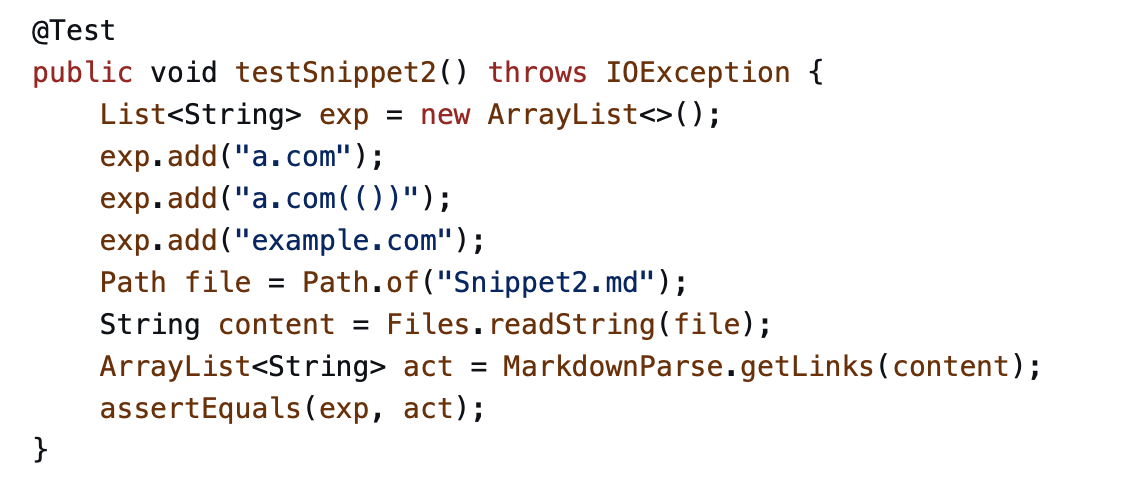 @Test
public void testSnippet2() throws IOException {
    List<String> exp = new ArrayList<>();
    exp.add("a.com");
    exp.add("a.com(())");
    exp.add("example.com");
    Path file = Path.of("Snippet2.md");
    String content = Files.readString(file);
    ArrayList<String> act = MarkdownParse.getLinks(content);
    assertEquals(exp, act);
}